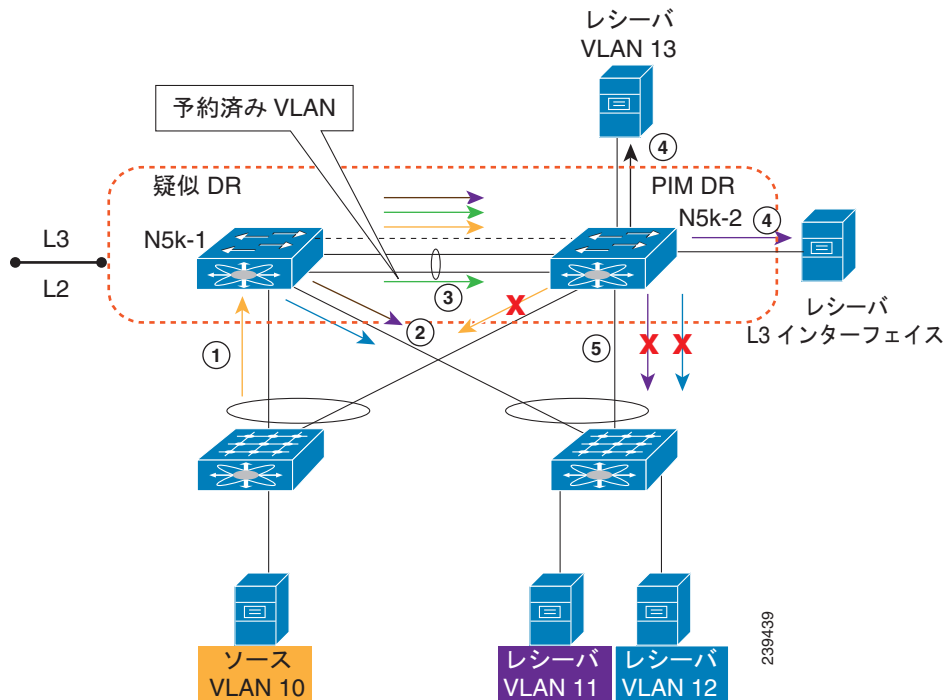 レシーバ
VLAN 13
予約済み VLAN
④
疑似 DR
PIM DR
N5k-1
N5k-2
④
L3
L2
③
X
②
レシーバ
L3 インターフェイス
①
⑤
X
X
239439
ソース
VLAN 10
レシーバ
VLAN 11
レシーバ
VLAN 12